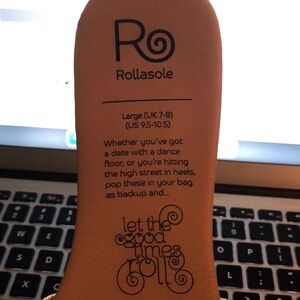 Ro
Rollasole
Large (UK 7-8)
(US 9.5-10.5)
Whether you've got
a date with a dance
floor, or you're hitting
the high street in heels,
pop these in your bag
as backup and...
let the
good
times
roll